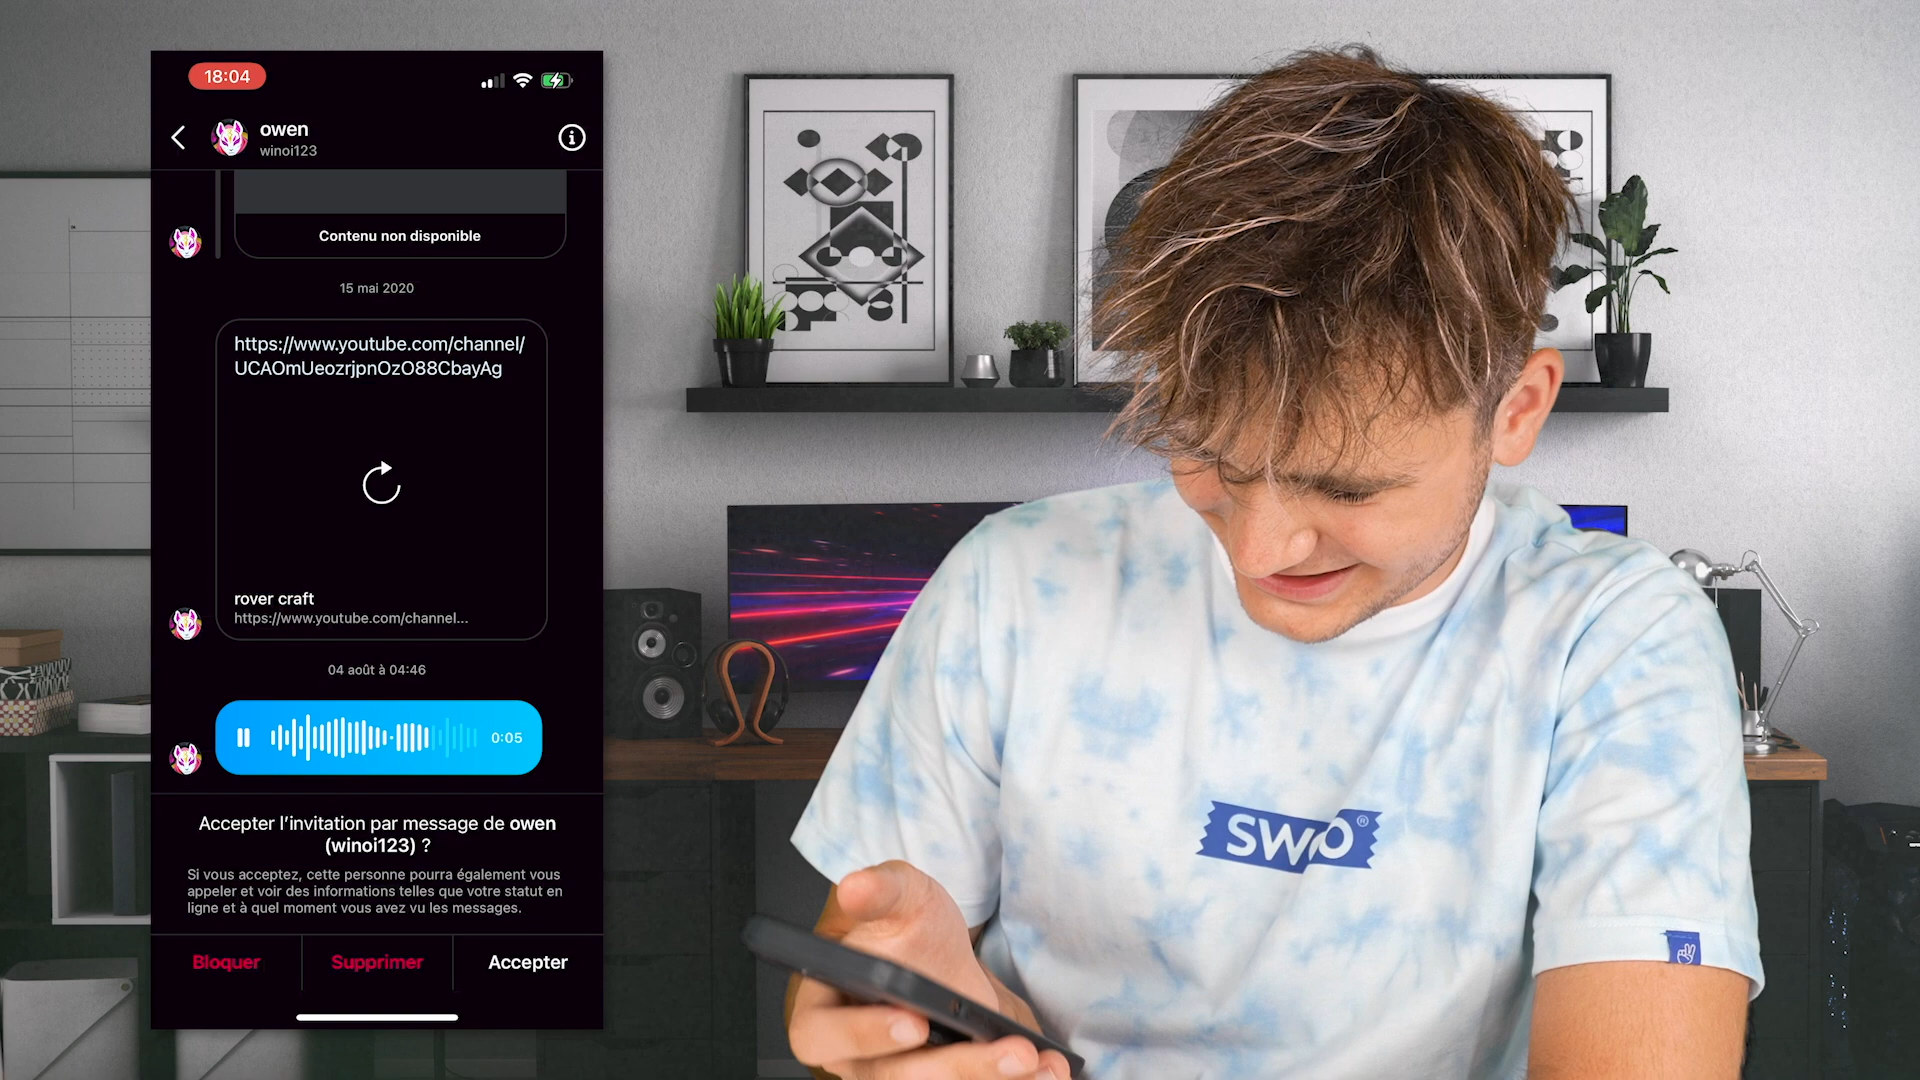 18:04
owen
winoi123
Contenu non disponible
15 mai 2020
https://www.youtube.com/channel/
UCAOmUeozrjpnOzO88CbayAg
rover craft
https://www.youtube.com/channel...
04 août à 04:46
0:05
Accepter l'invitation par message de owen
(winoi123) ?
Si vous acceptez, cette personne pourra également vous
appeler et voir des informations telles que votre statut en
ligne et à quel moment vous avez vu les messages.
Bloquer
Supprimer
Accepter
SWO®